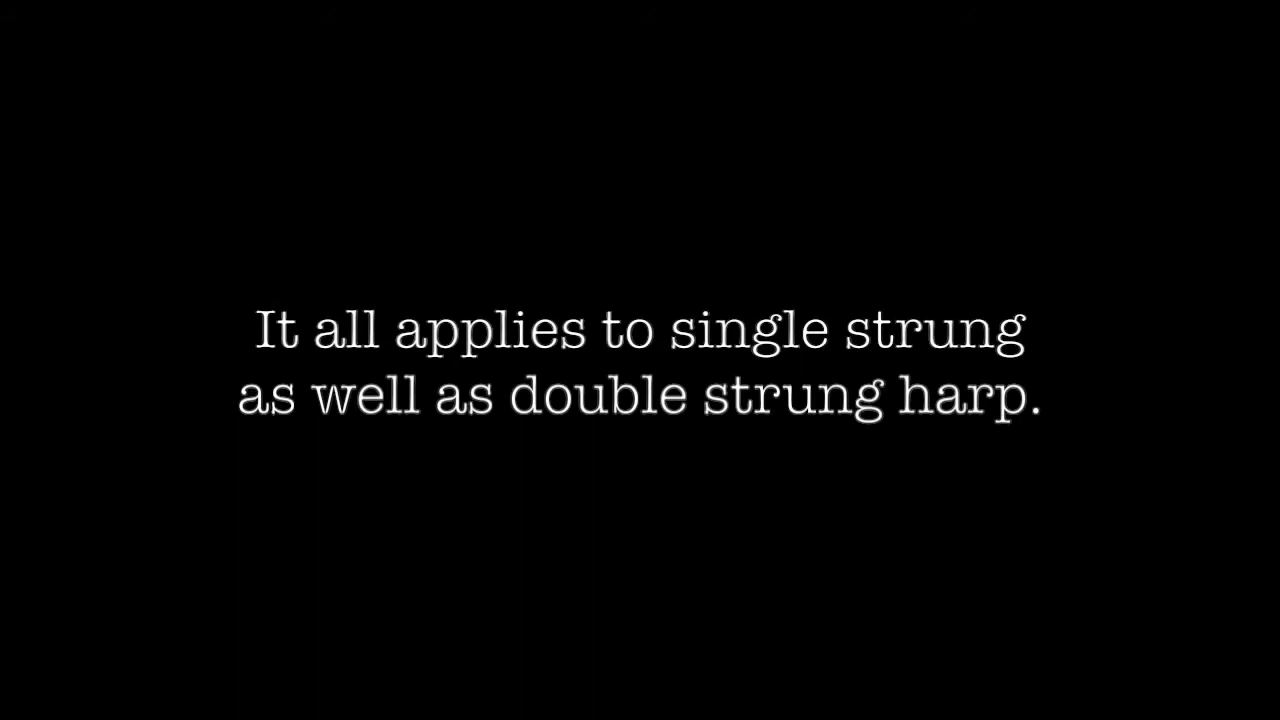 It all applies to single strung
as well as double strung harp.